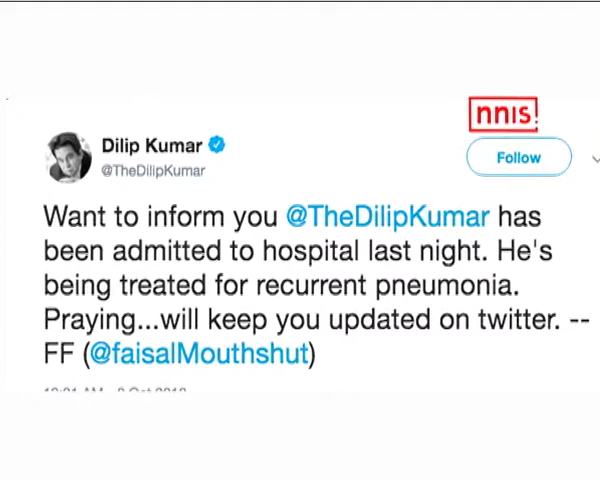 nnis
Dilip Kumar
@TheDilipKumar
Follow
Want to inform you @TheDilipKumar has
been admitted to hospital last night. He's
being treated for recurrent pneumonia.
Praying...will keep you updated on twitter. --
FF (@faisalMouthshut)